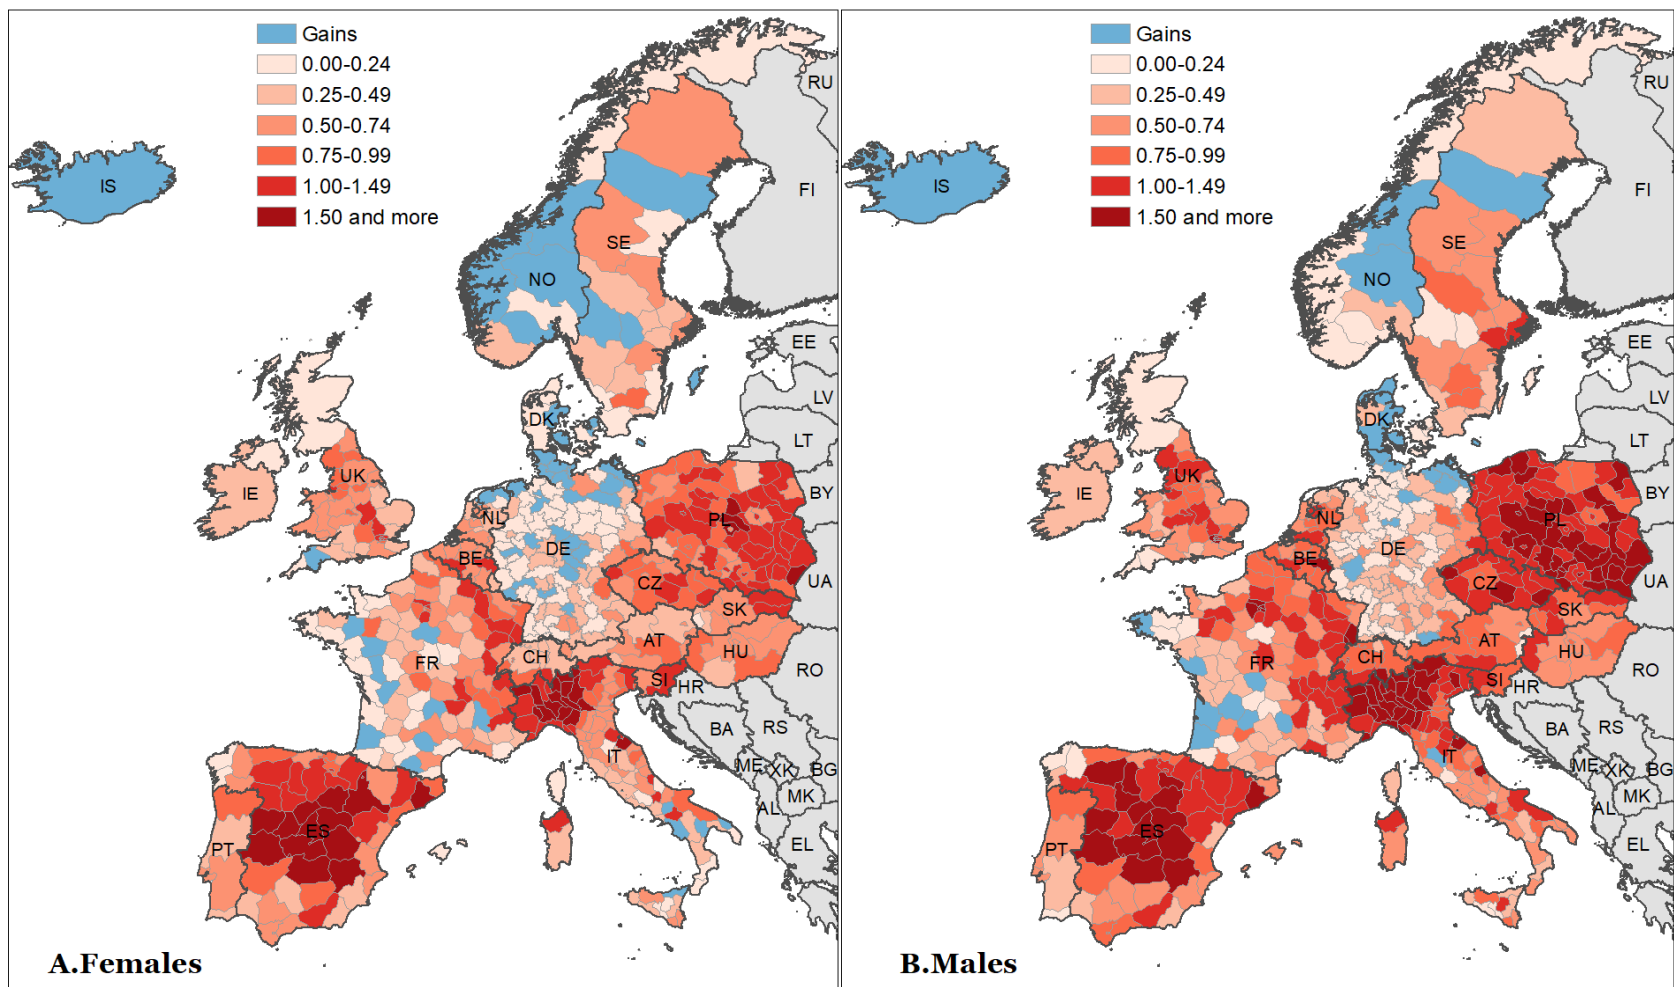 Gains
0.00-0.24
0.25-0.49
0.50-0.74
0.75-0.99
1.00-1.49
1.50 and more
RU
IS
FI
SE
NO
EE
LV
DK
LT
UK
BY
IE
NL
PL
DE
BE
UA
CZ
SK
AT
FR
CH
HU
RO
SI
HR
BA
RS
IT
ME
XK
BG
MK
AL
ES
EL
PT
A.Females
Gains
0.00-0.24
0.25-0.49
0.50-0.74
0.75-0.99
1.00-1.49
1.50 and more
RU
IS
FI
SE
NO
EE
LV
DK
LT
UK
BY
IE
NL
PL
DE
BE
UA
CZ
SK
AT
FR
CH
HU
RO
SI
HR
BA
RS
IT
ME
XK
BG
MK
AL
ES
EL
PT
B.Males